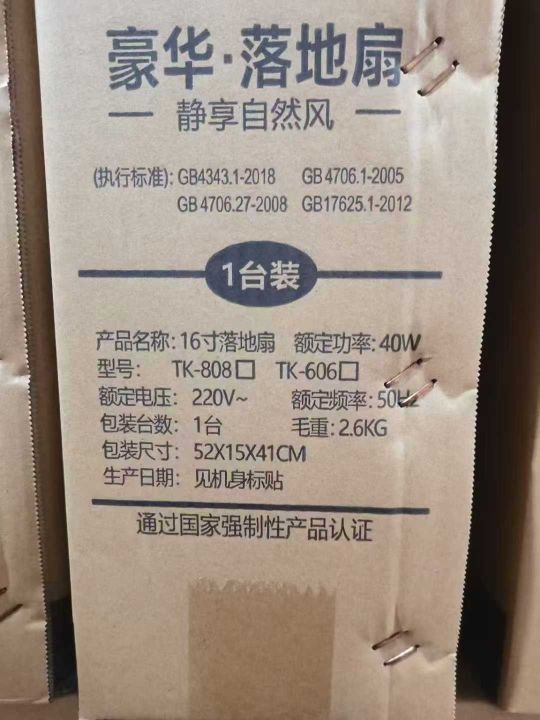 豪华·落地扇
— 静享自然风 —
(执行标准): GB4343.1-2018 GB 4706.1-2005
GB 4706.27-2008 GB17625.1-2012
1台装
产品名称: 16寸落地扇 额定功率: 40W
型号: TK-808□ TK-606□
额定电压: 220V~ 额定频率: 50HZ
包装台数: 1台 毛重: 2.6KG
包装尺寸: 52X15X41CM
生产日期: 见机身标贴
通过国家强制性产品认证